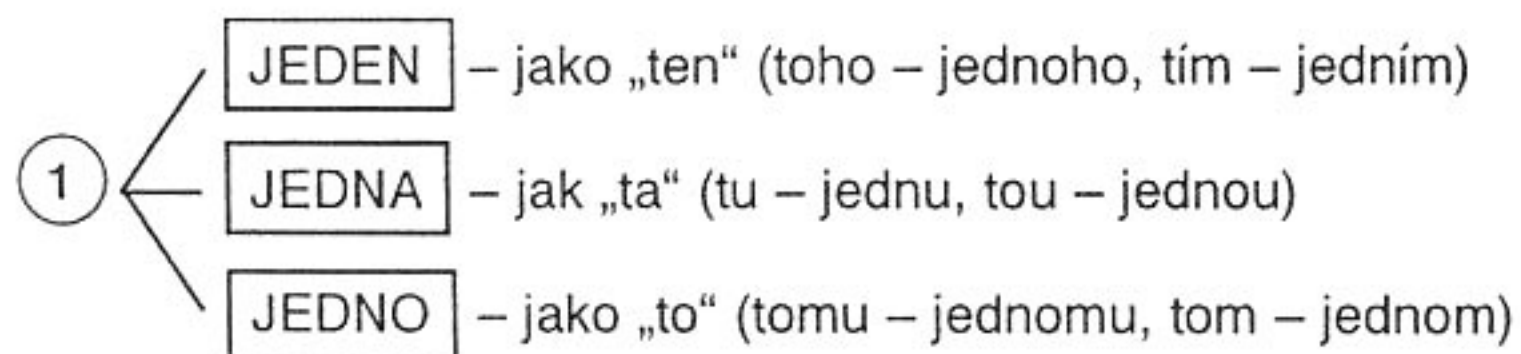 JEDEN – jako „ten“ (toho – jednoho, tím – jedním)
1 JEDNA – jak „ta“ (tu – jednu, tou – jednou)
JEDNO – jako „to“ (tomu – jednomu, tom – jednom)